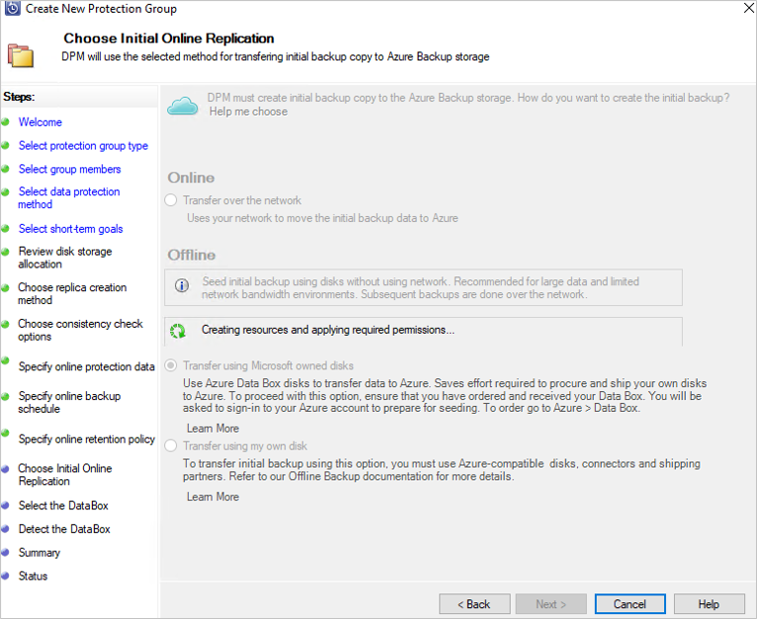 Create New Protection Group
Choose Initial Online Replication
DPM will use the selected method for transfering initial backup copy to Azure Backup storage
Steps:
Welcome
Select protection group type
Select group members
Select data protection
method
Select short-term goals
Review disk storage
allocation
Choose replica creation
method
Choose consistency check
options
Specify online protection data
Specify online backup
schedule
Specify online retention policy
Choose Initial Online
Replication
Select the DataBox
Detect the DataBox
Summary
Status
DPM must create initial backup copy to the Azure Backup storage. How do you want to create the initial backup?
Help me choose
Online
Transfer over the network
Uses your network to move the initial backup data to Azure
Offline
Seed initial backup using disks without using network. Recommended for large data and limited
network bandwidth environments. Subsequent backups are done over the network.
Creating resources and applying required permissions...
Transfer using Microsoft owned disks
Use Azure Data Box disks to transfer data to Azure. Saves effort required to procure and ship your own disks
to Azure. To proceed with this option, ensure that you have ordered and received your Data Box. You will be
asked to sign-in to your Azure account to prepare for seeding. To order go to Azure > Data Box.
Learn More
Transfer using my own disk
To transfer initial backup using this option, you must use Azure-compatible disks, connectors and shipping
partners. Refer to our Offline Backup documentation for more details.
Learn More
< Back
Next >
Cancel
Help